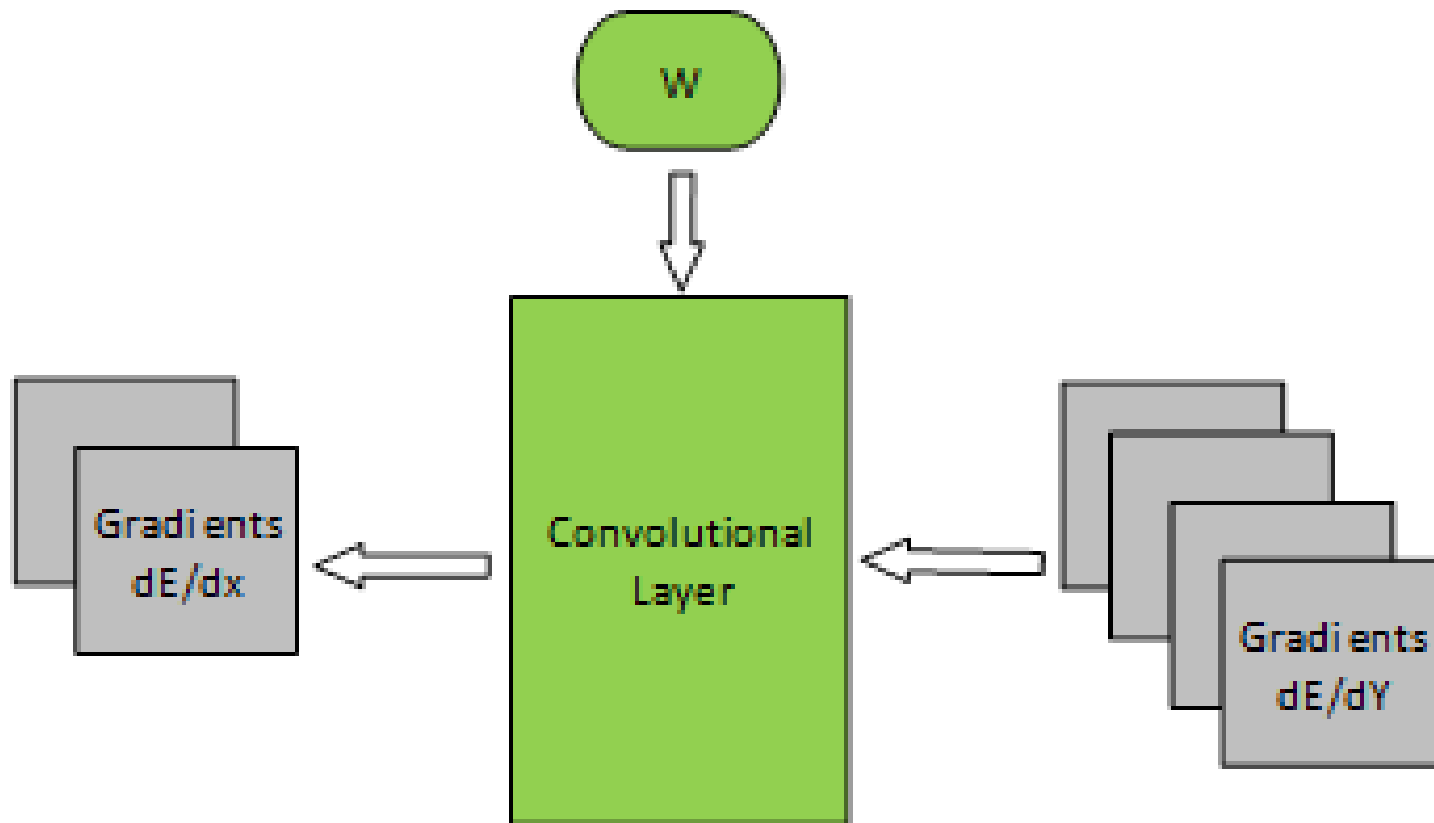 W
Gradients
dE/dx
Convolutional
Layer
Gradients
dE/dY